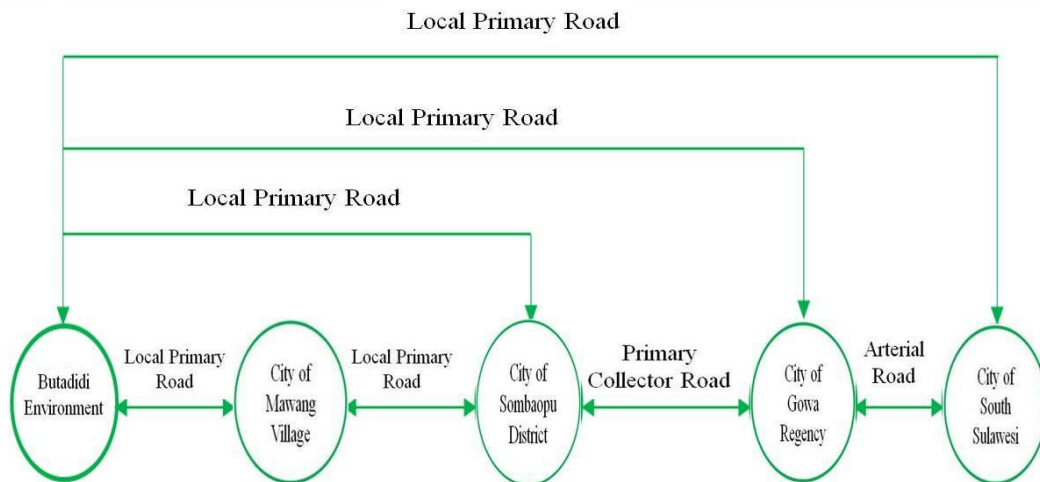 Local Primary Road
Local Primary Road
Local Primary Road
Butadidi
Environment
Local Primary
Road
City of
Mawang
Village
Local Primary
Road
City of
Sombaopu
District
Primary
Collector Road
City of
Gowa
Regency
Arterial
Road
City of
South
Sulawesi